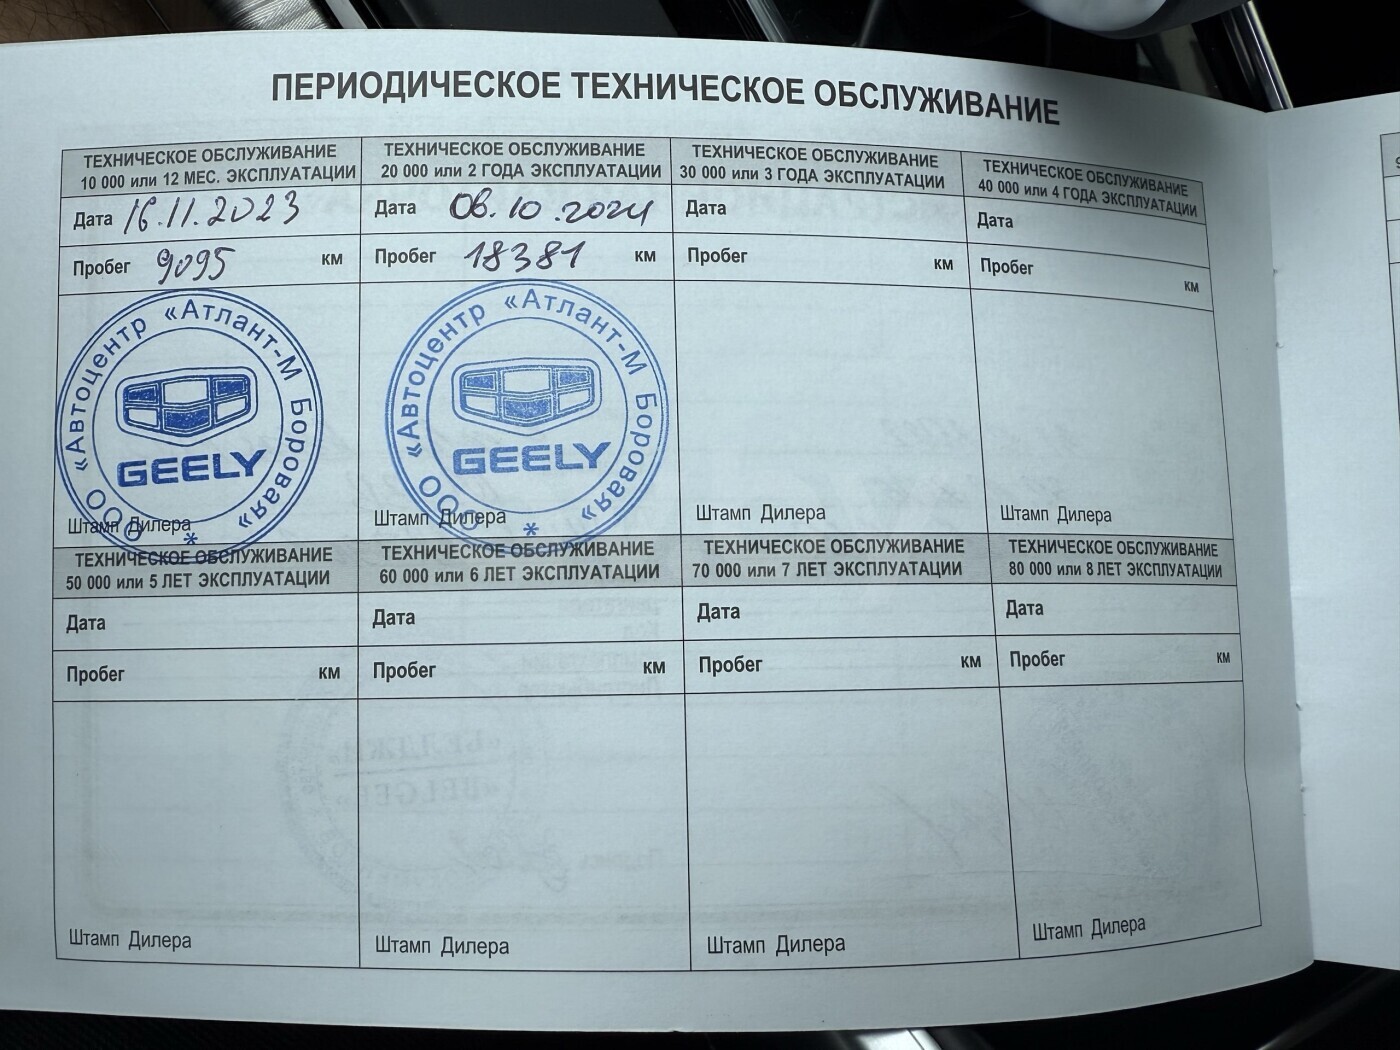 ПЕРИОДИЧЕСКОЕ ТЕХНИЧЕСКОЕ ОБСЛУЖИВАНИЕ
ТЕХНИЧЕСКОЕ ОБСЛУЖИВАНИЕ
10 000 или 12 МЕС. ЭКСПЛУАТАЦИИ
Дата 16.11.2023
Пробег 9095 км
ООО «Автоцентр «Атлант-М Боровая» *
GEELY
Штамп Дилера
ТЕХНИЧЕСКОЕ ОБСЛУЖИВАНИЕ
20 000 или 2 ГОДА ЭКСПЛУАТАЦИИ
Дата 08.10.2024
Пробег 18381 км
ООО «Автоцентр «Атлант-М Боровая» *
GEELY
Штамп Дилера
ТЕХНИЧЕСКОЕ ОБСЛУЖИВАНИЕ
30 000 или 3 ГОДА ЭКСПЛУАТАЦИИ
Дата
Пробег км
Штамп Дилера
ТЕХНИЧЕСКОЕ ОБСЛУЖИВАНИЕ
40 000 или 4 ГОДА ЭКСПЛУАТАЦИИ
Дата
Пробег км
Штамп Дилера
ТЕХНИЧЕСКОЕ ОБСЛУЖИВАНИЕ
50 000 или 5 ЛЕТ ЭКСПЛУАТАЦИИ
Дата
Пробег км
Штамп Дилера
ТЕХНИЧЕСКОЕ ОБСЛУЖИВАНИЕ
60 000 или 6 ЛЕТ ЭКСПЛУАТАЦИИ
Дата
Пробег км
Штамп Дилера
ТЕХНИЧЕСКОЕ ОБСЛУЖИВАНИЕ
70 000 или 7 ЛЕТ ЭКСПЛУАТАЦИИ
Дата
Пробег км
Штамп Дилера
ТЕХНИЧЕСКОЕ ОБСЛУЖИВАНИЕ
80 000 или 8 ЛЕТ ЭКСПЛУАТАЦИИ
Дата
Пробег км
Штамп Дилера